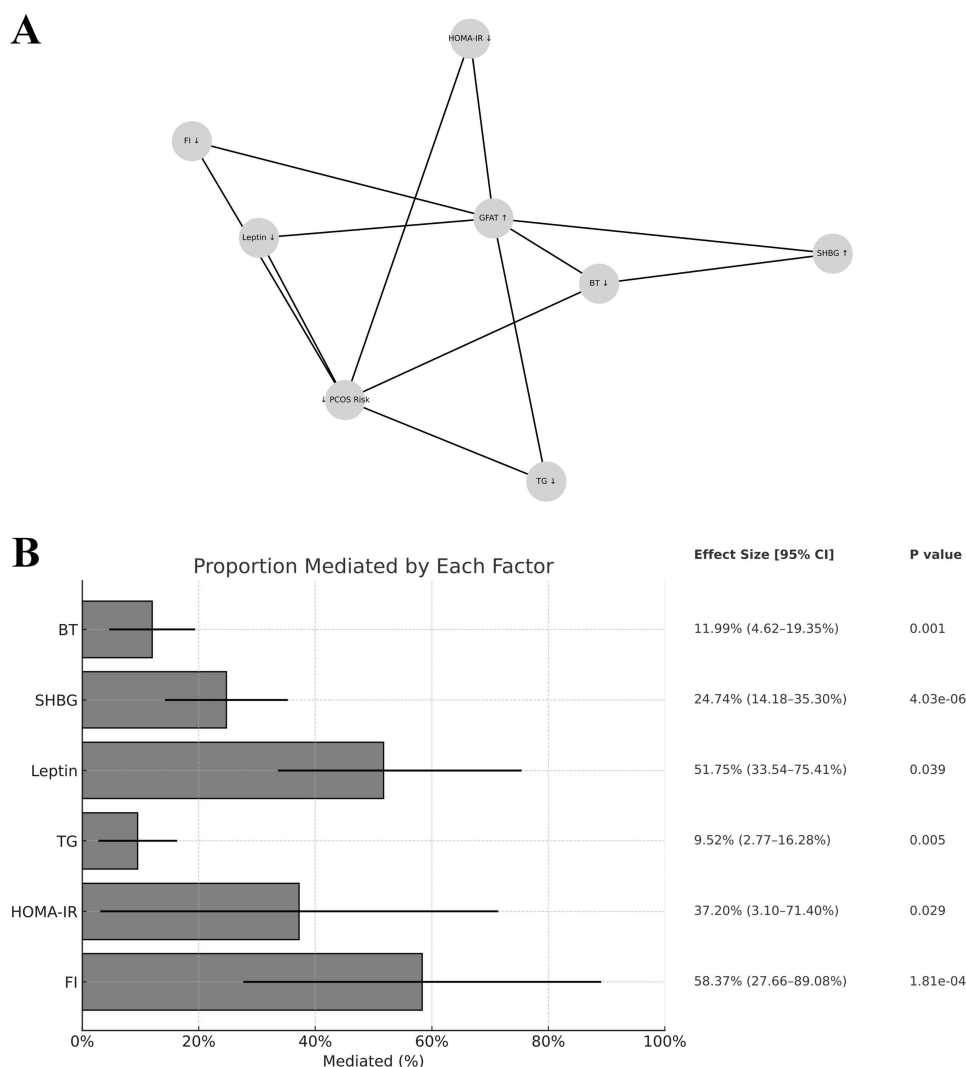 A
HOMA-IR ↓
FI ↓
GFAT ↑
Leptin ↓
SHBG ↑
BT ↓
↓ PCOS Risk
TG ↓
B
Proportion Mediated by Each Factor
Effect Size [95% CI] P value
BT 11.99% (4.62–19.35%) 0.001
SHBG 24.74% (14.18–35.30%) 4.03e-06
Leptin 51.75% (33.54–75.41%) 0.039
TG 9.52% (2.77–16.28%) 0.005
HOMA-IR 37.20% (3.10–71.40%) 0.029
FI 58.37% (27.66–89.08%) 1.81e-04
0% 20% 40% 60% 80% 100%
Mediated (%)